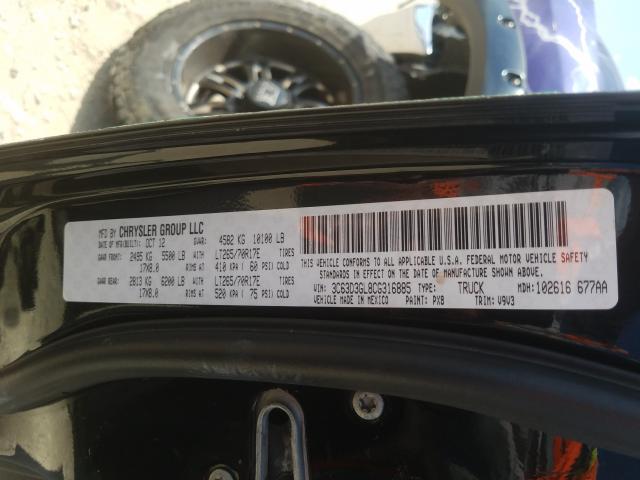 MFD BY CHRYSLER GROUP LLC
DATE OF MFR(BUILT): OCT 12 GVWR: 4582 KG 10100 LB
GAWR FRONT: 2495 KG 5500 LB WITH LT265/70R17E TIRES
17X8.0 RIMS AT 410 KPA ( 60 PSI) COLD
GAWR REAR: 2813 KG 6200 LB WITH LT265/70R17E TIRES
17X8.0 RIMS AT 520 KPA ( 75 PSI) COLD
THIS VEHICLE CONFORMS TO ALL APPLICABLE U.S.A. FEDERAL MOTOR VEHICLE SAFETY
STANDARDS IN EFFECT ON THE DATE OF MANUFACTURE SHOWN ABOVE.
VIN: 3C63D3GL8CG316885 TYPE: TRUCK MDH: 102616 677AA
VEHICLE MADE IN MEXICO PAINT: PX8 TRIM: V9V3